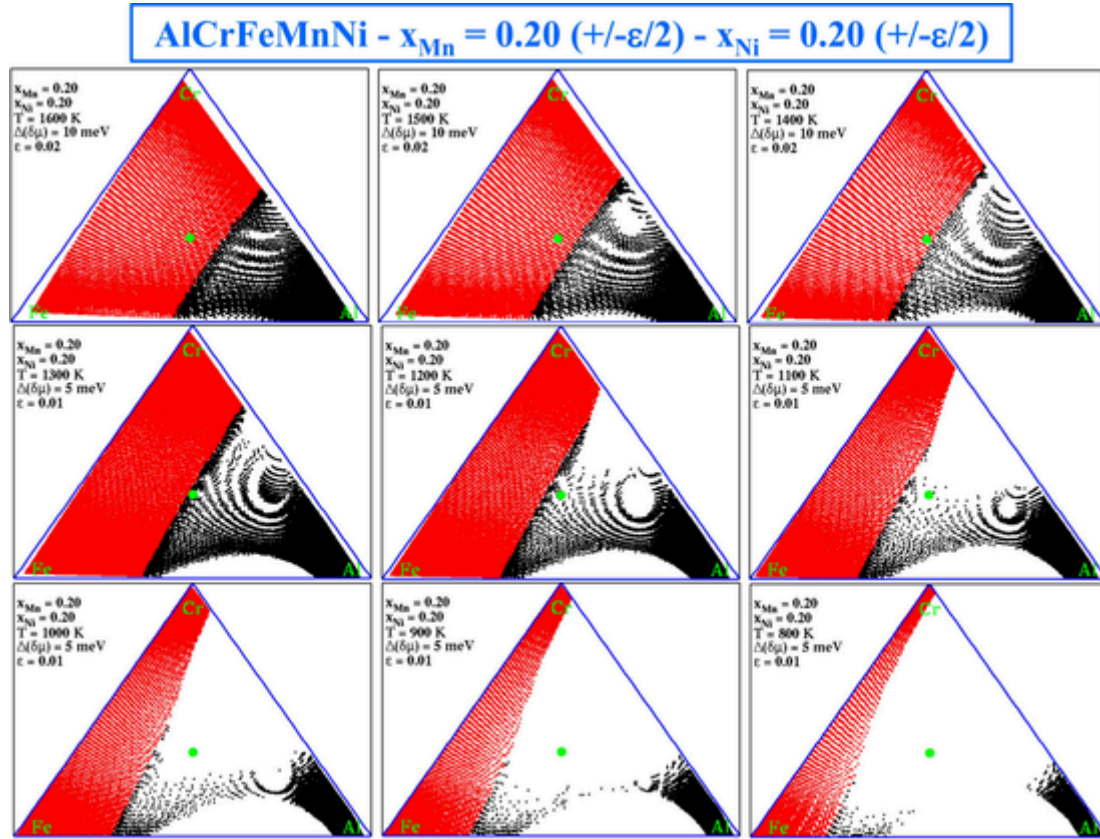 AlCrFeMnNi - xMn = 0.20 (+/-ε/2) - xNi = 0.20 (+/-ε/2)
xMn = 0.20
xNi = 0.20
T = 1600 K
Δ(δμ) = 10 meV
ε = 0.02
Cr
Fe
Al
xMn = 0.20
xNi = 0.20
T = 1500 K
Δ(δμ) = 10 meV
ε = 0.02
Cr
Fe
Al
xMn = 0.20
xNi = 0.20
T = 1400 K
Δ(δμ) = 10 meV
ε = 0.02
Cr
Fe
Al
xMn = 0.20
xNi = 0.20
T = 1300 K
Δ(δμ) = 5 meV
ε = 0.01
Cr
Fe
Al
xMn = 0.20
xNi = 0.20
T = 1200 K
Δ(δμ) = 5 meV
ε = 0.01
Cr
Fe
Al
xMn = 0.20
xNi = 0.20
T = 1100 K
Δ(δμ) = 5 meV
ε = 0.01
Cr
Fe
Al
xMn = 0.20
xNi = 0.20
T = 1000 K
Δ(δμ) = 5 meV
ε = 0.01
Cr
Fe
Al
xMn = 0.20
xNi = 0.20
T = 900 K
Δ(δμ) = 5 meV
ε = 0.01
Cr
Fe
Al
xMn = 0.20
xNi = 0.20
T = 800 K
Δ(δμ) = 5 meV
ε = 0.01
Cr
Fe
Al